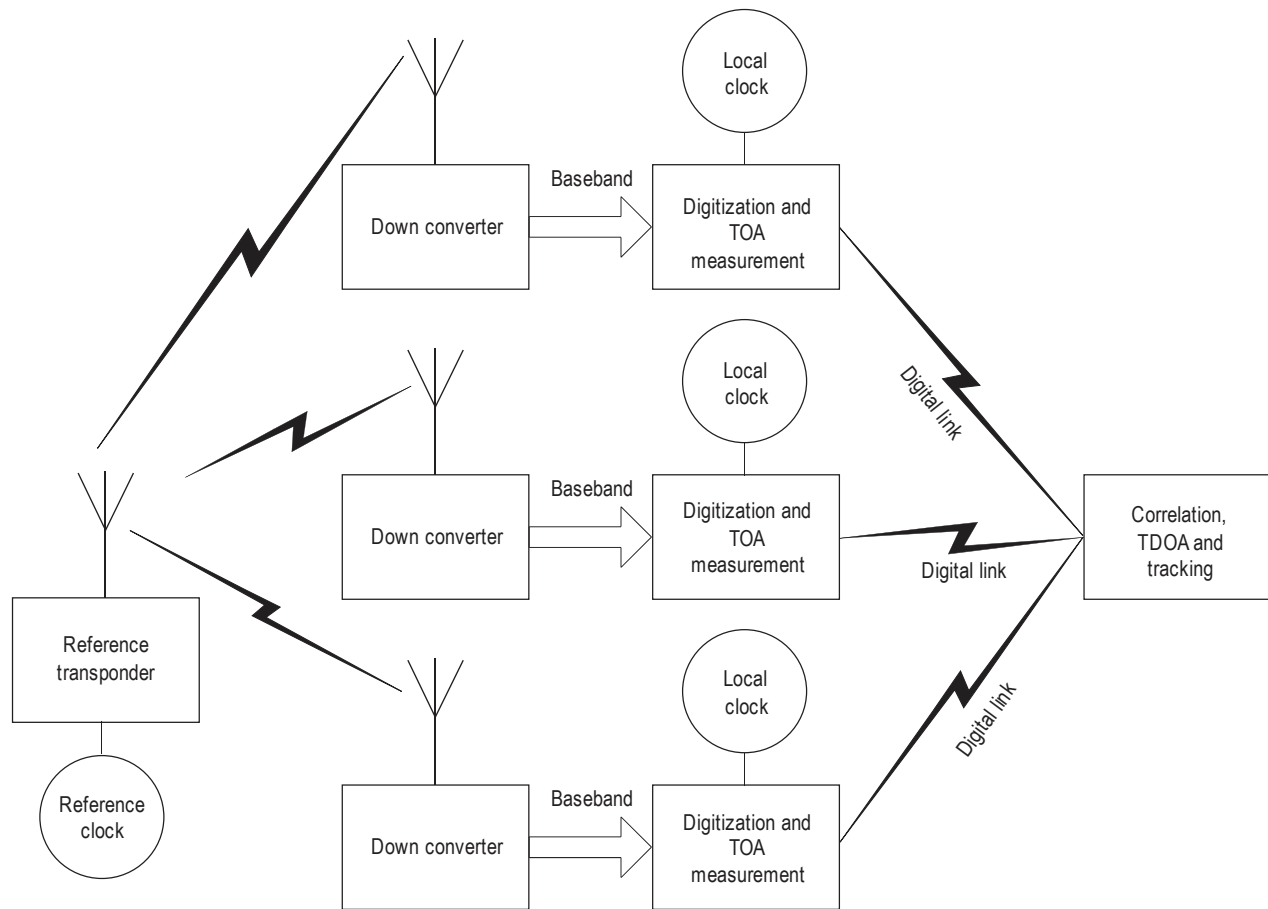 Local
clock
Baseband
Down converter
Digitization and
TOA
measurement
Digital link
Local
clock
Baseband
Down converter
Digitization and
TOA
measurement
Digital link
Correlation,
TDOA and
tracking
Reference
transponder
Reference
clock
Local
clock
Baseband
Down converter
Digitization and
TOA
measurement
Digital link